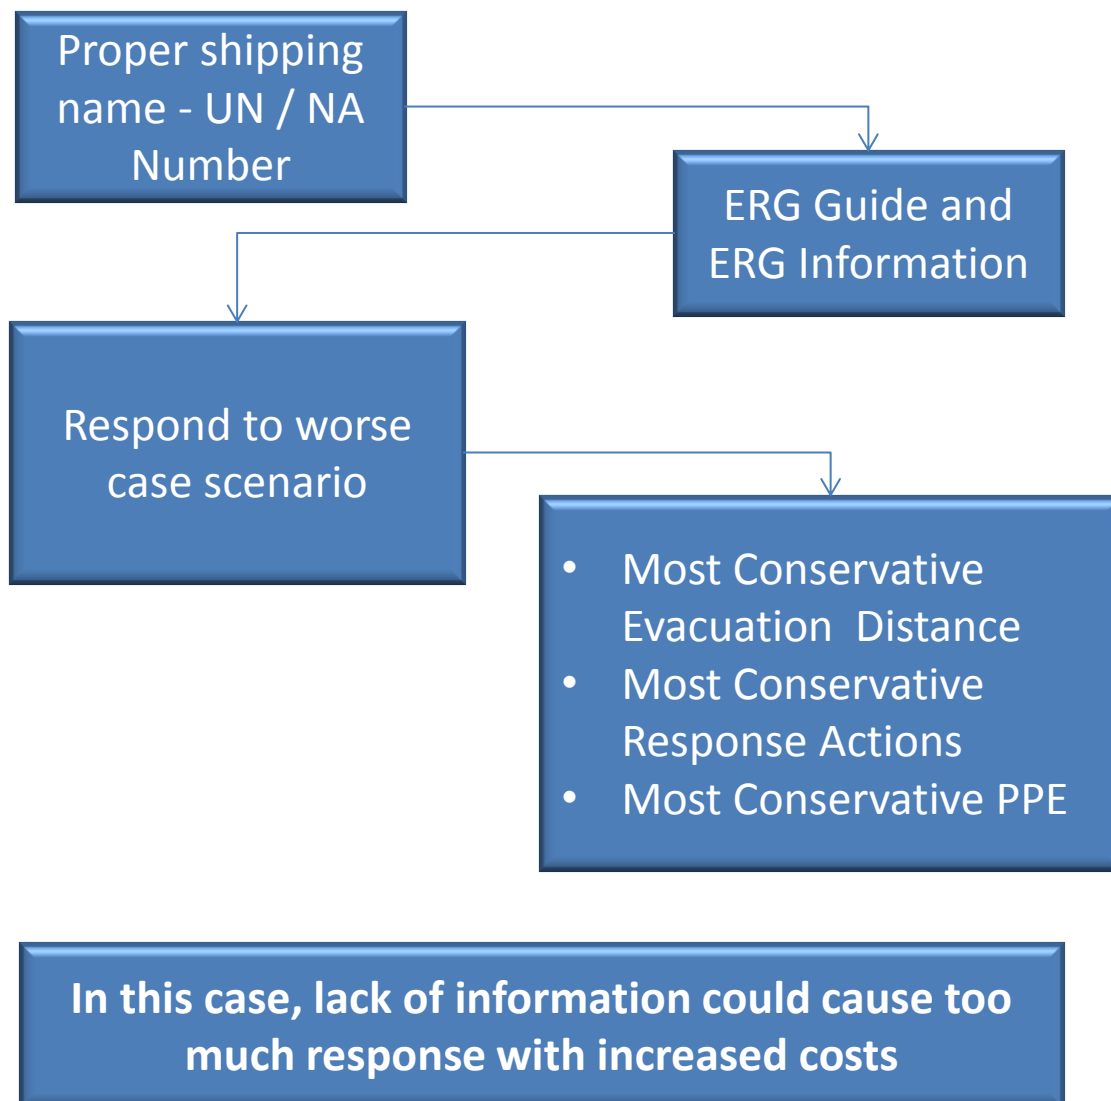 Proper shipping
name - UN / NA
Number
ERG Guide and
ERG Information
Respond to worse
case scenario
• Most Conservative
Evacuation  Distance
• Most Conservative
Response Actions
• Most Conservative PPE
In this case, lack of information could cause too
much response with increased costs